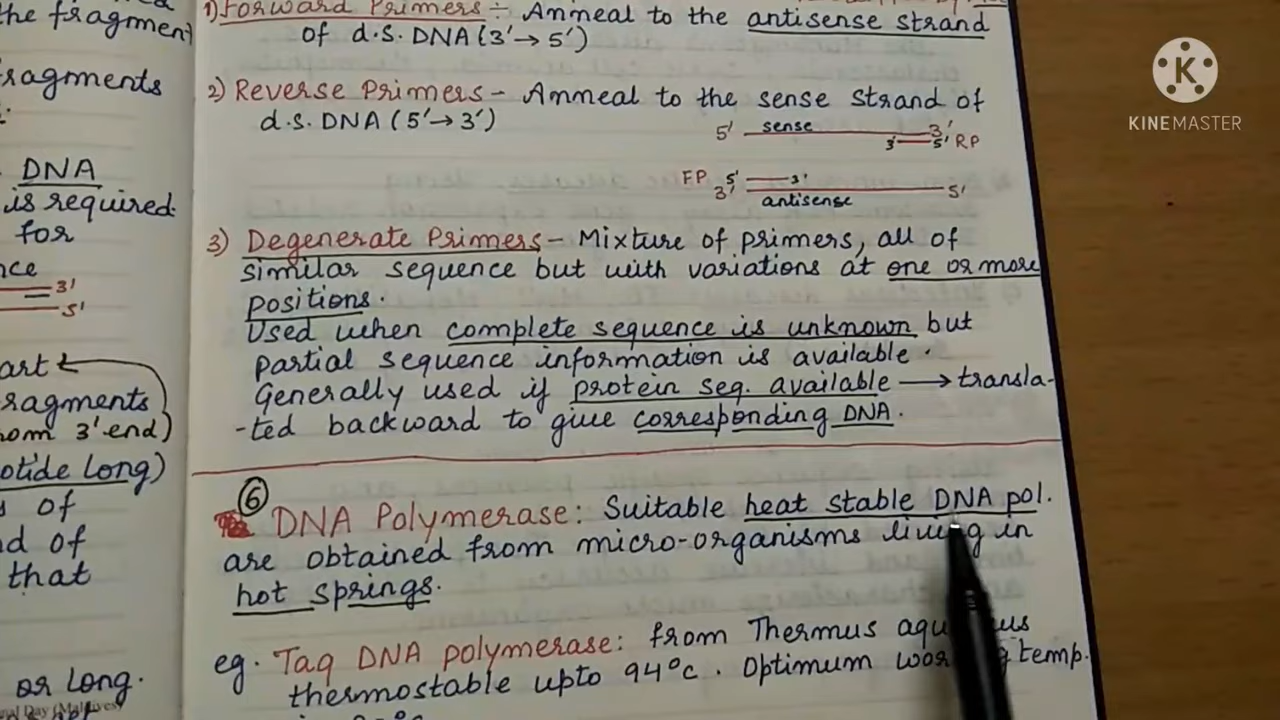 the fragment
fragments
DNA
is required
for
nce
3'
5'
art
ragments
rom 3' end)
otide long)
s of
d of
that
or long.
nal Day (Maldives)
1) Forward Primers :- Anneal to the antisense strand
of d.s. DNA (3' → 5')
2) Reverse Primers - Anneal to the sense strand of
d.s. DNA (5' → 3')
5' sense 3'
3' 5' RP
FP 5' 3'
3' antisense 5'
3) Degenerate Primers - Mixture of primers, all of
similar sequence but with variations at one or more
positions.
Used when complete sequence is unknown but
partial sequence information is available.
Generally used if protein seq. available → transla-
-ted backward to give corresponding DNA.
6
DNA Polymerase: Suitable heat stable DNA pol.
are obtained from micro-organisms living in
hot springs.
eg. Taq DNA polymerase: from Thermus
thermostable upto 94°c. Optimum temp.
K
KINEMASTER